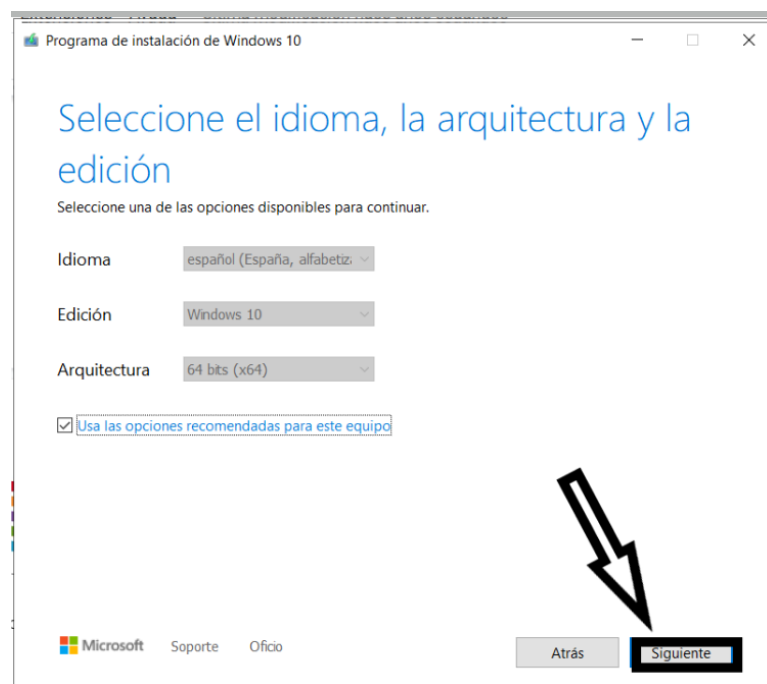 Programa de instalación de Windows 10
Seleccione el idioma, la arquitectura y la
edición
Seleccione una de las opciones disponibles para continuar.
Idioma español (España, alfabetiz
Edición Windows 10
Arquitectura 64 bits (x64)
Usa las opciones recomendadas para este equipo
Microsoft Soporte Oficio Atrás Siguiente